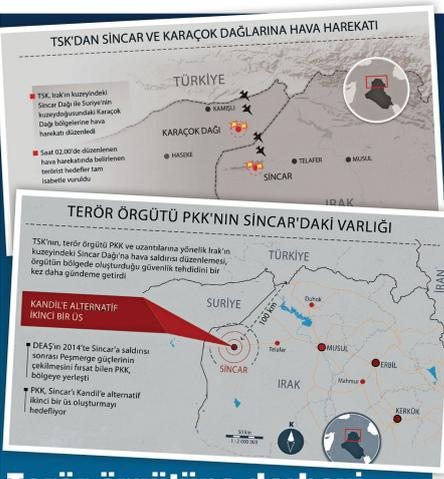 TSK'DAN SİNCAR VE KARAÇOK DAĞLARINA HAVA HAREKATI
TÜRKİYE
TSK, Irak'ın kuzeyindeki
Sincar Dağı ile Suriye'nin
kuzeydoğusundaki Karaçok
Dağı bölgelerine hava
harekatı düzenledi
KAMIŞLI
KARAÇOK DAĞI
Saat 02.00'de düzenlenen
hava harekatında belirlenen
terörist hedefler tam
isabetle vuruldu
HASEKE
TELAFER
MUSUL
SİNCAR
IRAK
TERÖR ÖRGÜTÜ PKK'NIN SİNCAR'DAKİ VARLIĞI
TSK'nın, terör örgütü PKK ve uzantılarına yönelik Irak'ın
kuzeyindeki Sincar Dağı'na hava saldırısı düzenlemesi,
örgütün bölgede oluşturduğu güvenlik tehdidini bir
kez daha gündeme getirdi
TÜRKİYE
İRAN
SURİYE
KANDİL'E ALTERNATİF
İKİNCİ BİR ÜS
100 km
Duhok
DEAŞ'ın 2014'te Sincar'a saldırısı
sonrası Peşmerge güçlerinin
çekilmesini fırsat bilen PKK,
bölgeye yerleşti
SİNCAR
Telafer
MUSUL
ERBİL
IRAK
Mahmur
PKK, Sincar'ı Kandil'e alternatif
ikinci bir üs oluşturmayı
hedefliyor
KERKÜK
50 km
K